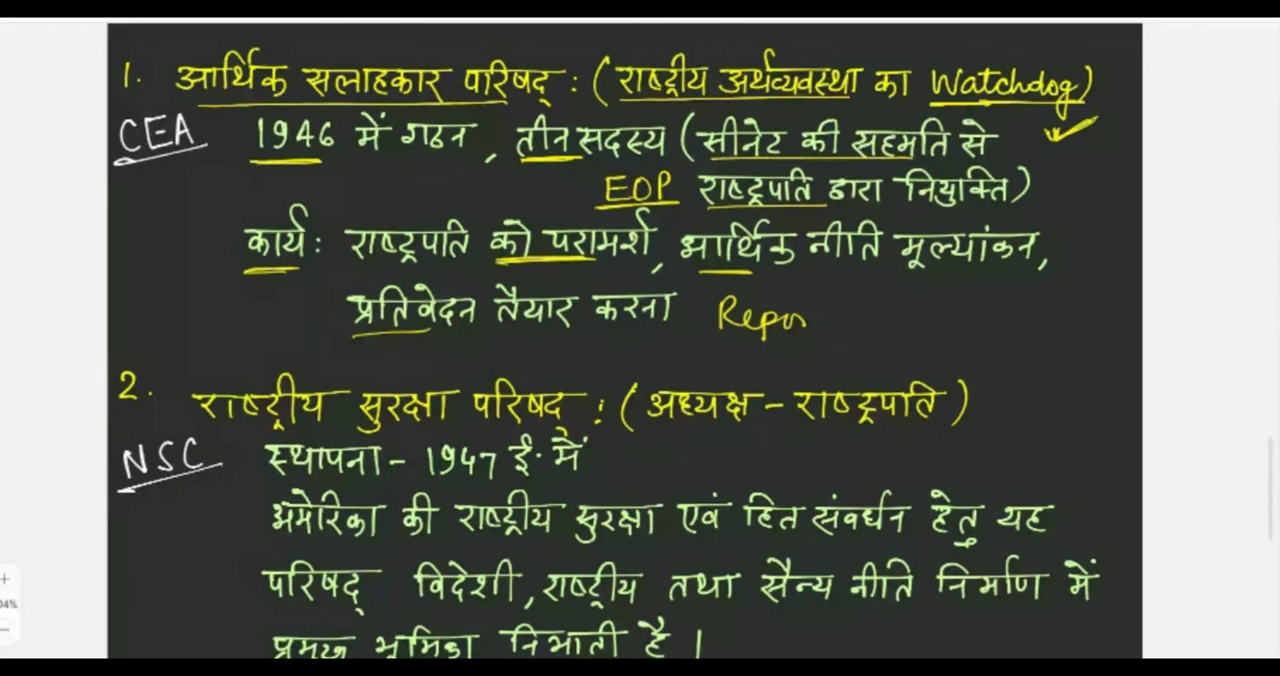 1. आर्थिक सलाहकार परिषद् : (राष्ट्रीय अर्थव्यवस्था का Watchdog)
CEA 1946 में गठन, तीन सदस्य (सीनेट की सहमति से
EOP राष्ट्रपति द्वारा नियुक्ति)
कार्य: राष्ट्रपति को परामर्श, आर्थिक नीति मूल्यांकन,
प्रतिवेदन तैयार करना Repo
2. राष्ट्रीय सुरक्षा परिषद् : (अध्यक्ष - राष्ट्रपति)
NSC स्थापना - 1947 ई. में
अमेरिका की राष्ट्रीय सुरक्षा एवं हित संवर्धन हेतु यह
परिषद् विदेशी, राष्ट्रीय तथा सैन्य नीति निर्माण में
प्रमुख भूमिका निभाती है।
+
04%
-